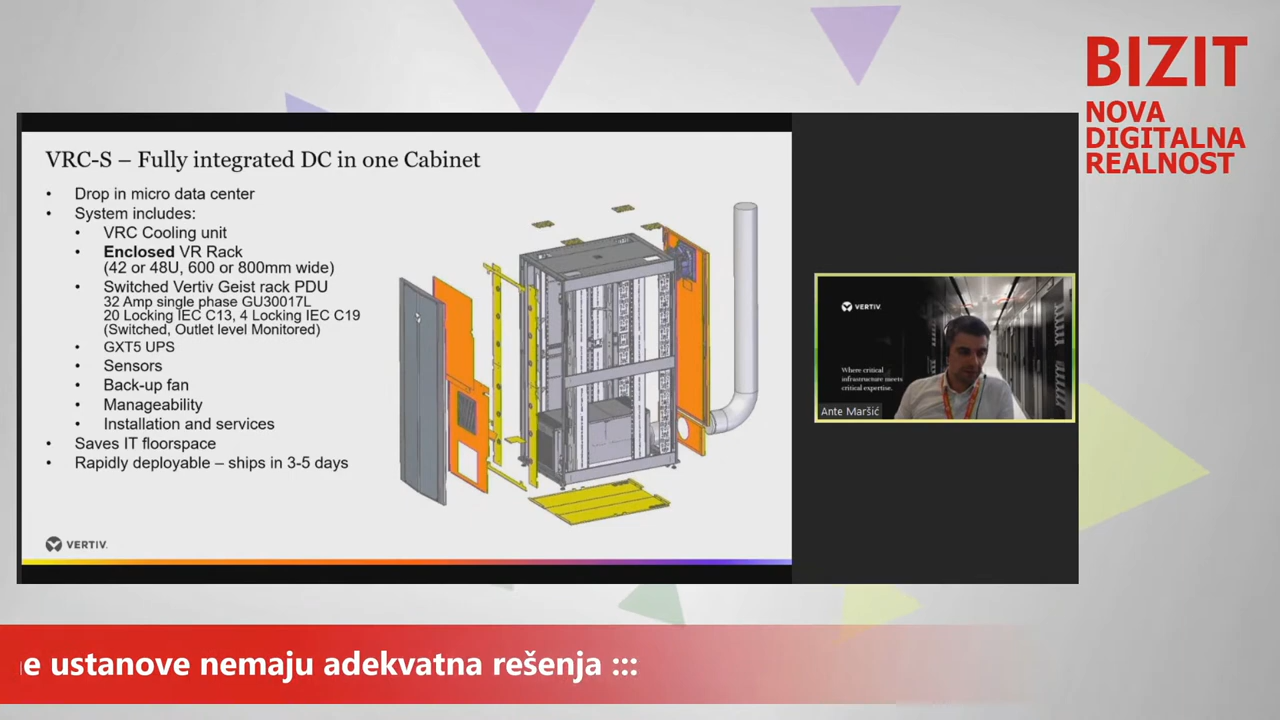 BIZIT
NOVA
DIGITALNA
REALNOST
VRC-S – Fully integrated DC in one Cabinet
• Drop in micro data center
• System includes:
• VRC Cooling unit
• Enclosed VR Rack
(42 or 48U, 600 or 800mm wide)
• Switched Vertiv Geist rack PDU
32 Amp single phase GU30017L
20 Locking IEC C13, 4 Locking IEC C19
(Switched, Outlet level Monitored)
• GXT5 UPS
• Sensors
• Back-up fan
• Manageability
• Installation and services
• Saves IT floorspace
• Rapidly deployable – ships in 3-5 days
VERTIV.
VERTIV
Where critical
infrastructure meets
critical expertise.
Ante Maršić
ustanove nemaju adekvatna rešenja :::